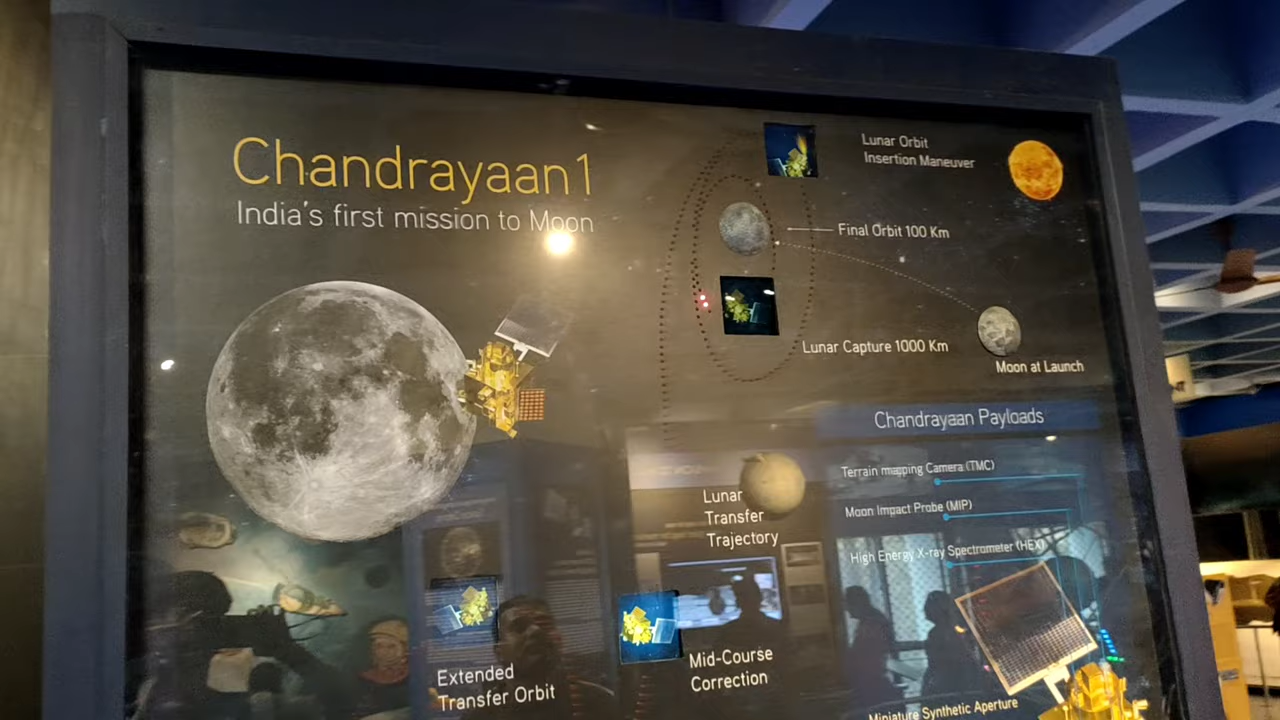 Chandrayaan1
India's first mission to Moon
Lunar Orbit
Insertion Maneuver
Final Orbit 100 Km
Lunar Capture 1000 Km
Moon at Launch
Chandrayaan Payloads
Terrain mapping Camera (TMC)
Moon Impact Probe (MIP)
High Energy X-ray Spectrometer (HEX)
Lunar
Transfer
Trajectory
Mid-Course
Correction
Extended
Transfer Orbit
Miniature Synthetic Aperture